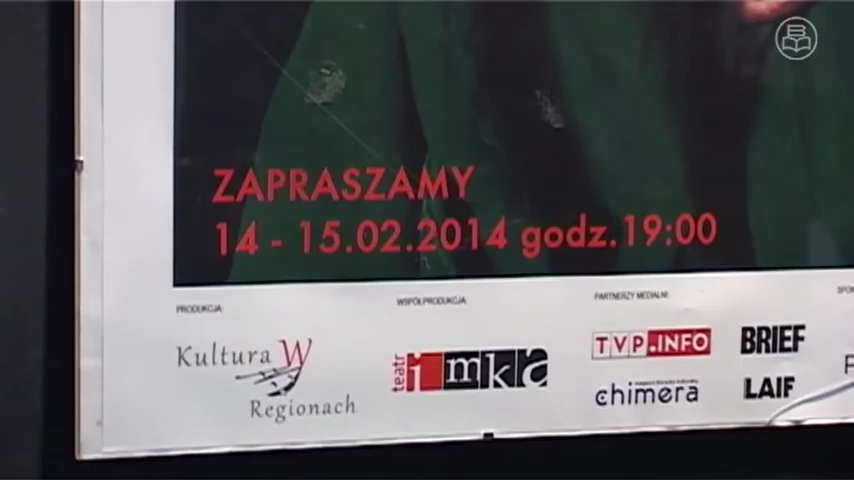 ZAPRASZAMY
14 - 15.02.2014 godz.19:00
PRODUKCJA
WSPÓŁPRODUKCJA
PARTNERZY MEDIALNI
Kultura W
Regionach
teatr imka
TVP.INFO
BRIEF
chimera
LAIF